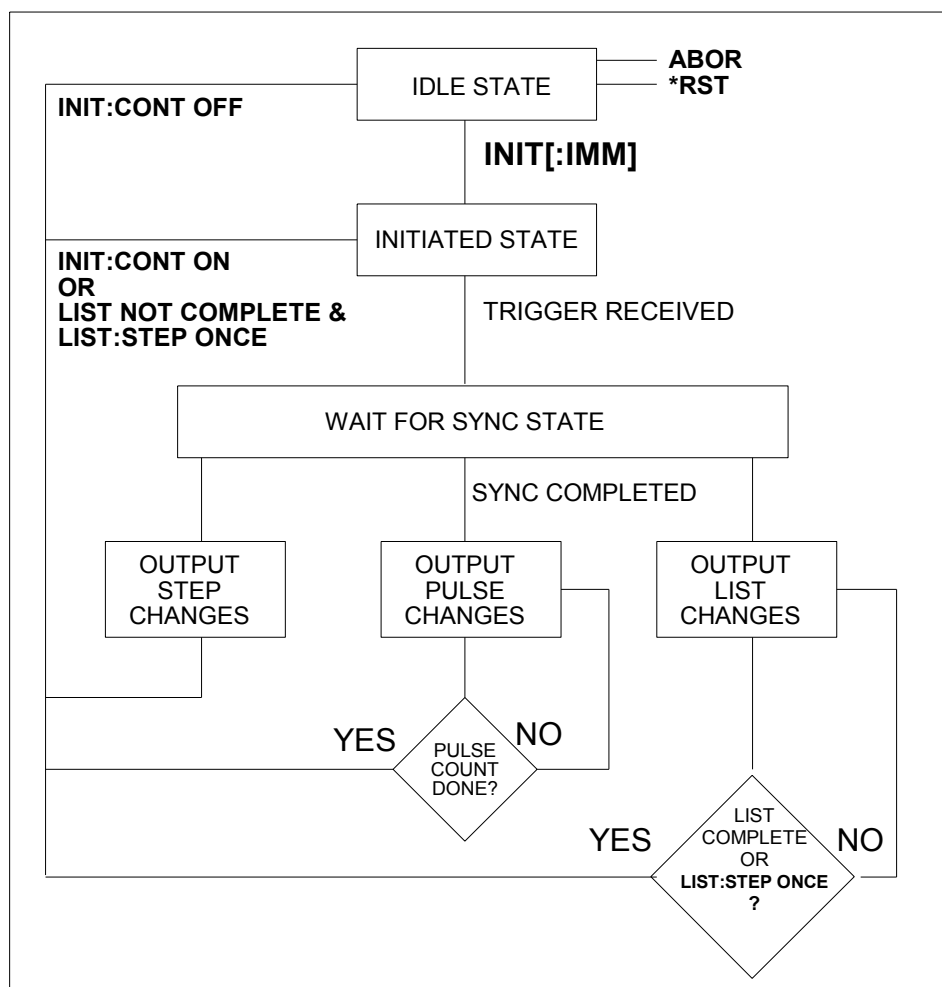 ABOR
*RST
IDLE STATE
INIT:CONT OFF
INIT[:IMM]
INITIATED STATE
INIT:CONT ON
OR
LIST NOT COMPLETE &
LIST:STEP ONCE
TRIGGER RECEIVED
WAIT FOR SYNC STATE
SYNC COMPLETED
OUTPUT
STEP
CHANGES
OUTPUT
PULSE
CHANGES
OUTPUT
LIST
CHANGES
YES
NO
PULSE
COUNT
DONE?
YES
NO
LIST
COMPLETE
OR
LIST:STEP ONCE
?